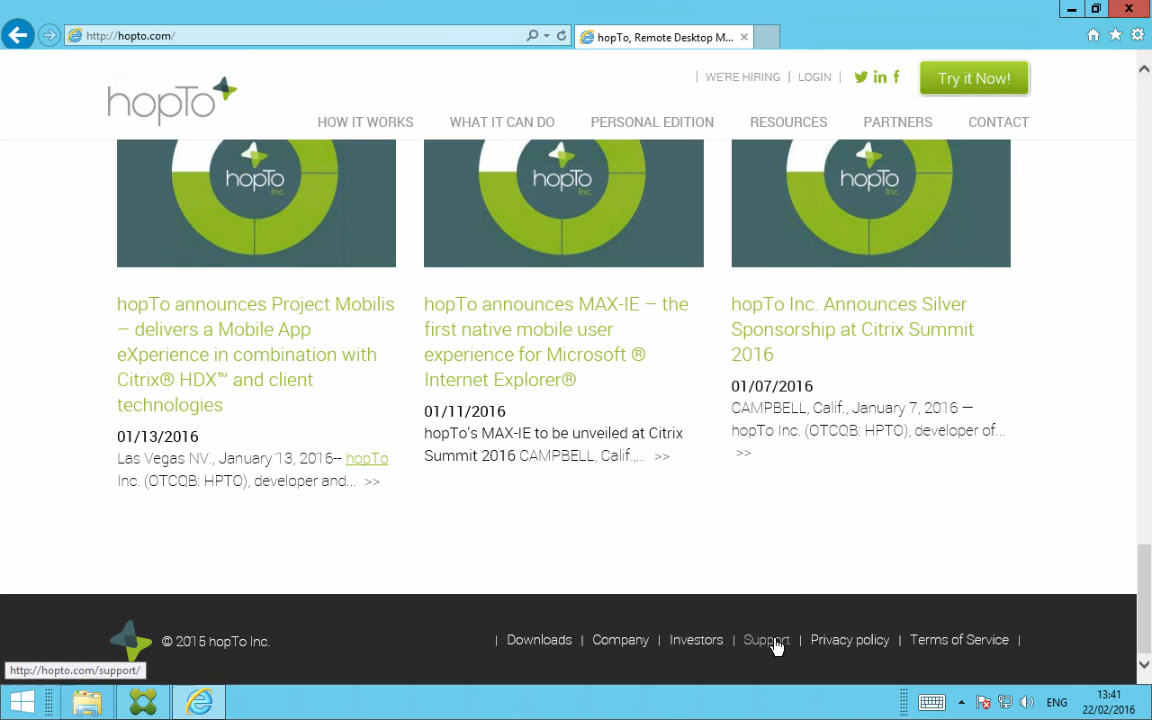 http://hopto.com/
hopTo, Remote Desktop M...
WE'RE HIRING
LOGIN
Try it Now!
hopTo
HOW IT WORKS
WHAT IT CAN DO
PERSONAL EDITION
RESOURCES
PARTNERS
CONTACT
hopTo
Inc.
hopTo
Inc.
hopTo
Inc.
hopTo announces Project Mobilis
– delivers a Mobile App
eXperience in combination with
Citrix® HDX™ and client
technologies
01/13/2016
Las Vegas NV., January 13, 2016-- hopTo
Inc. (OTCQB: HPTO), developer and... >>
hopTo announces MAX-IE – the
first native mobile user
experience for Microsoft ®
Internet Explorer®
01/11/2016
hopTo's MAX-IE to be unveiled at Citrix
Summit 2016 CAMPBELL, Calif.,... >>
hopTo Inc. Announces Silver
Sponsorship at Citrix Summit
2016
01/07/2016
CAMPBELL, Calif., January 7, 2016 —
hopTo Inc. (OTCQB: HPTO), developer of...
>>
© 2015 hopTo Inc.
| Downloads | Company | Investors | Support | Privacy policy | Terms of Service |
http://hopto.com/support/
ENG
13:41
22/02/2016